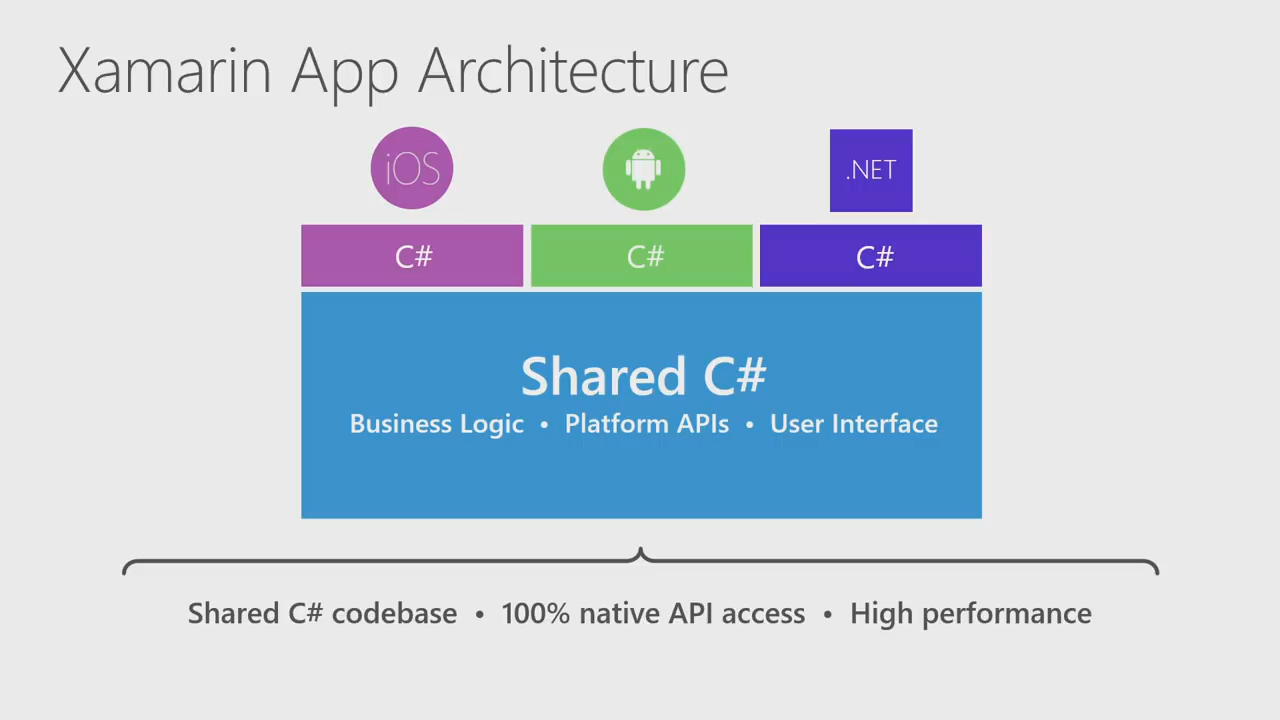 Xamarin App Architecture
iOS
.NET
C# C# C#
Shared C#
Business Logic • Platform APIs • User Interface
Shared C# codebase • 100% native API access • High performance